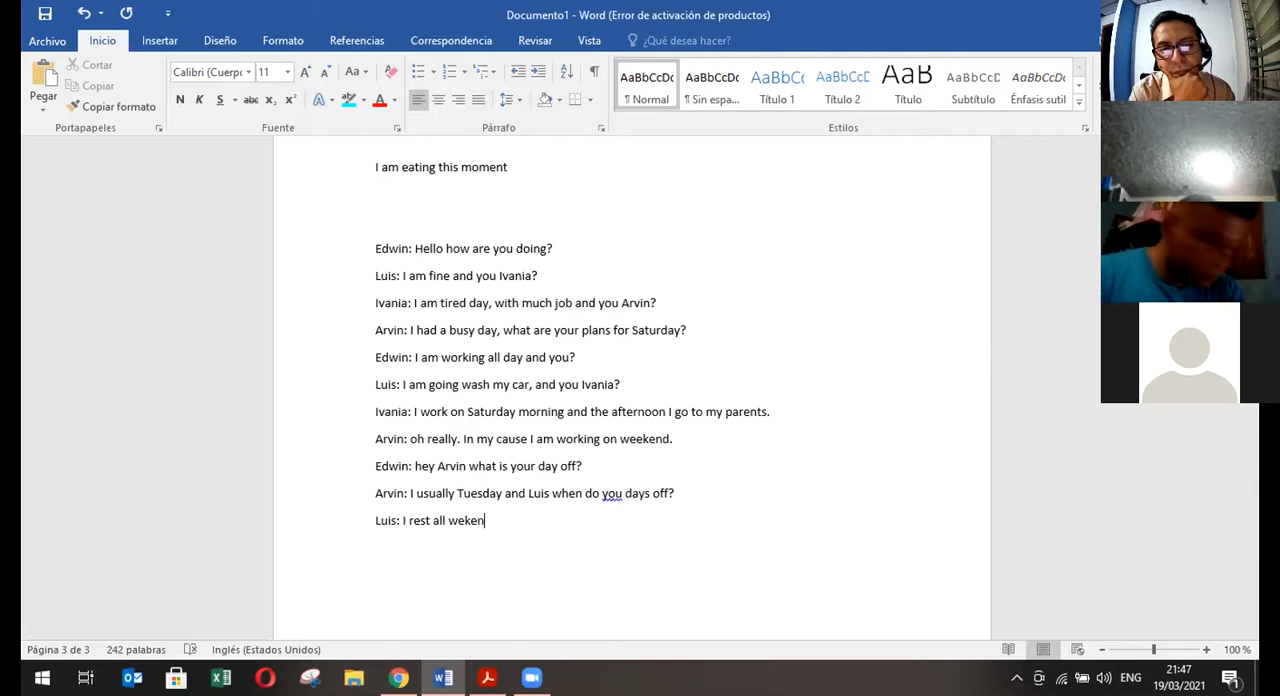 Documento1 - Word (Error de activación de productos)
Archivo Inicio Insertar Diseño Formato Referencias Correspondencia Revisar Vista ¿Qué desea hacer?
Pegar
Cortar
Copiar
Copiar formato
Portapapeles
Calibri (Cuerpo 11
Aa
N K S abc x₂ x² A A
Fuente
Párrafo
AaBbCcDc AaBbCcDc AaBbCc AaBbCcD AaB AaBbCcD AaBbCcDc
¶ Normal ¶ Sin espa... Título 1 Título 2 Título Subtítulo Énfasis sutil
Estilos
I am eating this moment
Edwin: Hello how are you doing?
Luis: I am fine and you Ivania?
Ivania: I am tired day, with much job and you Arvin?
Arvin: I had a busy day, what are your plans for Saturday?
Edwin: I am working all day and you?
Luis: I am going wash my car, and you Ivania?
Ivania: I work on Saturday morning and the afternoon I go to my parents.
Arvin: oh really. In my cause I am working on weekend.
Edwin: hey Arvin what is your day off?
Arvin: I usually Tuesday and Luis when do you days off?
Luis: I rest all weken
Página 3 de 3 242 palabras Inglés (Estados Unidos) 100 %
ENG
21:47
19/03/2021
1